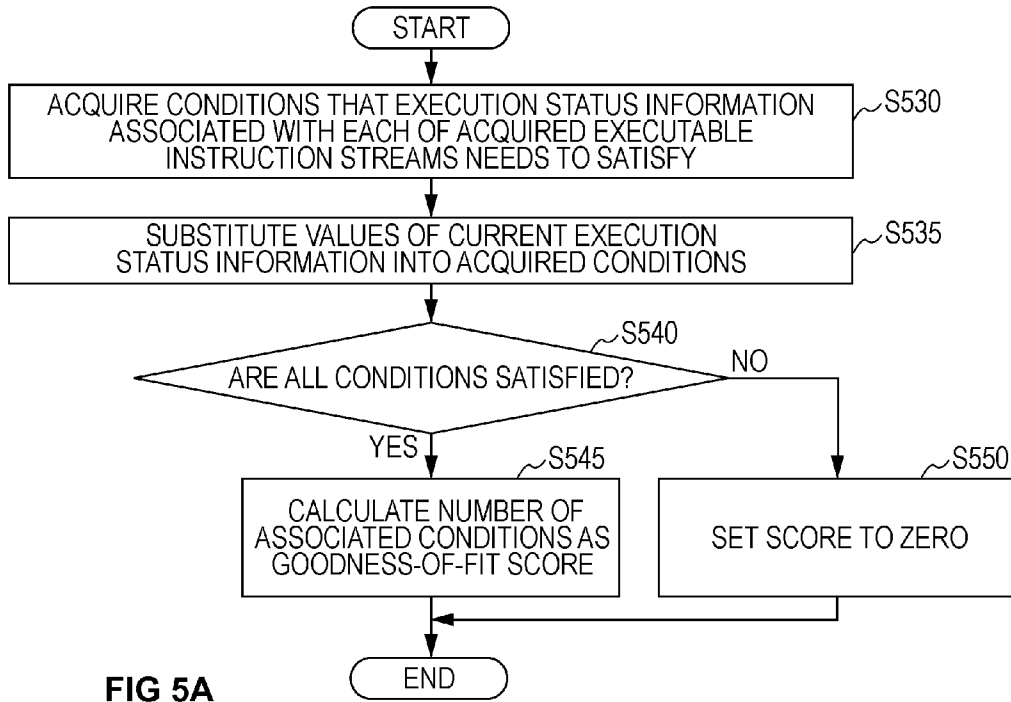 START
ACQUIRE CONDITIONS THAT EXECUTION STATUS INFORMATION
ASSOCIATED WITH EACH OF ACQUIRED EXECUTABLE
INSTRUCTION STREAMS NEEDS TO SATISFY
S530
SUBSTITUTE VALUES OF CURRENT EXECUTION
STATUS INFORMATION INTO ACQUIRED CONDITIONS
S535
S540
ARE ALL CONDITIONS SATISFIED?
NO
YES
S545
CALCULATE NUMBER OF
ASSOCIATED CONDITIONS AS
GOODNESS-OF-FIT SCORE
S550
SET SCORE TO ZERO
END
FIG 5A